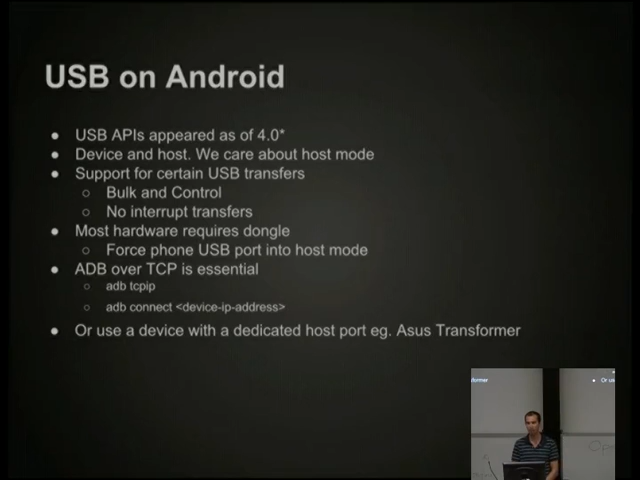 USB on Android
● USB APIs appeared as of 4.0*
● Device and host. We care about host mode
● Support for certain USB transfers
○ Bulk and Control
○ No interrupt transfers
● Most hardware requires dongle
○ Force phone USB port into host mode
● ADB over TCP is essential
○ adb tcpip
○ adb connect <device-ip-address>
● Or use a device with a dedicated host port eg. Asus Transformer
sformer
● Or us